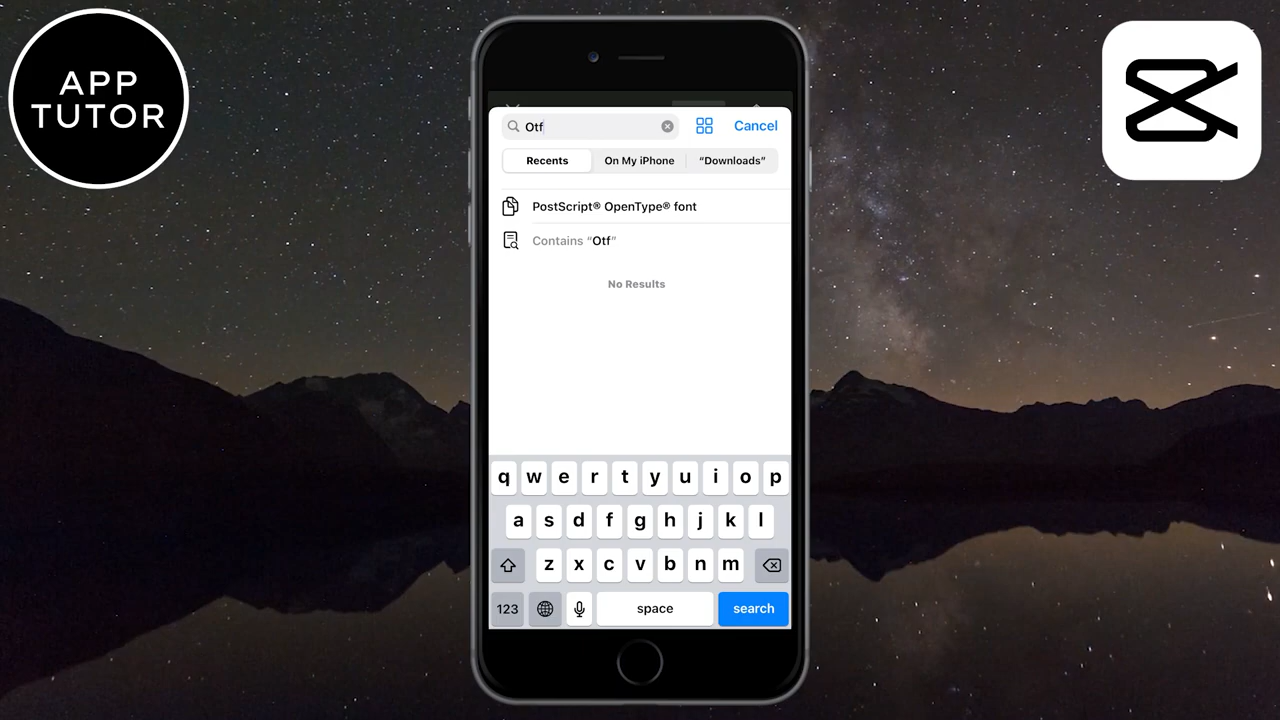 APP
TUTOR
Otf
Cancel
Recents
On My iPhone
“Downloads”
PostScript® OpenType® font
Contains “Otf”
No Results
q w e r t y u i o p
a s d f g h j k l
z x c v b n m
123
space
search